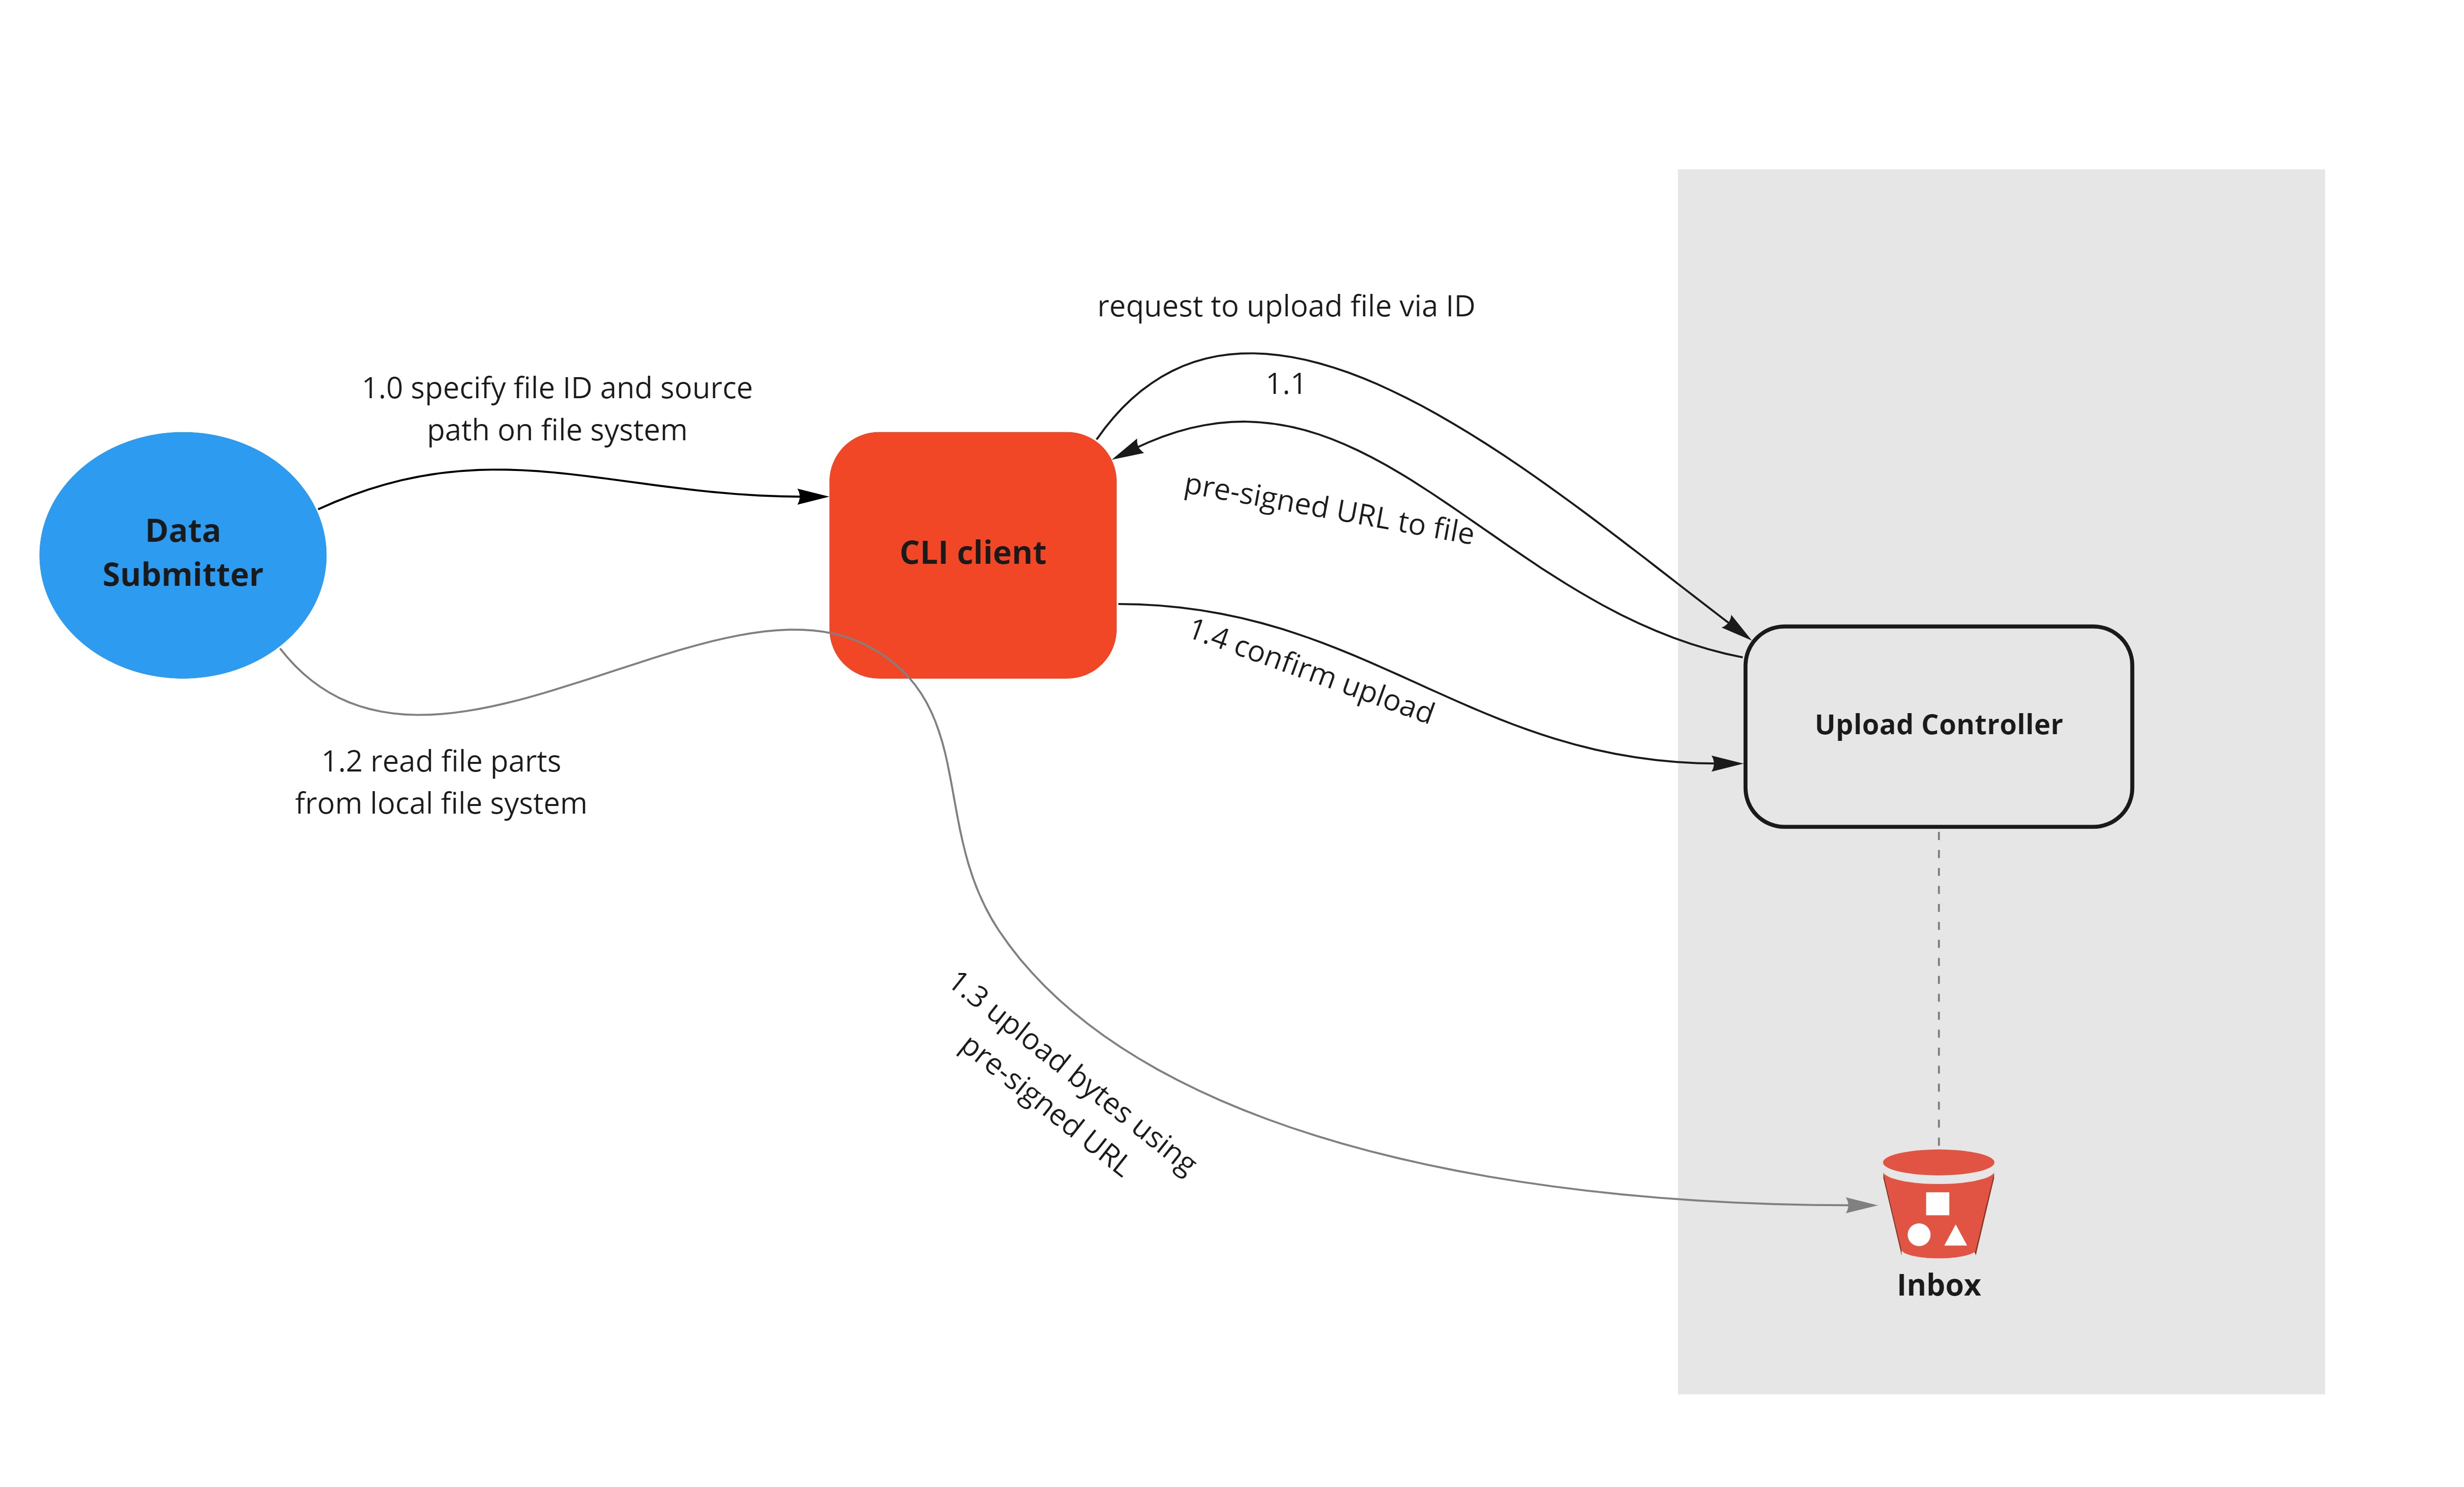 request to upload file via ID
1.0 specify file ID and source
path on file system
1.1
pre-signed URL to file
Data
Submitter
CLI client
1.4 confirm upload
Upload Controller
1.2 read file parts
from local file system
1.3 upload bytes using
pre-signed URL
Inbox